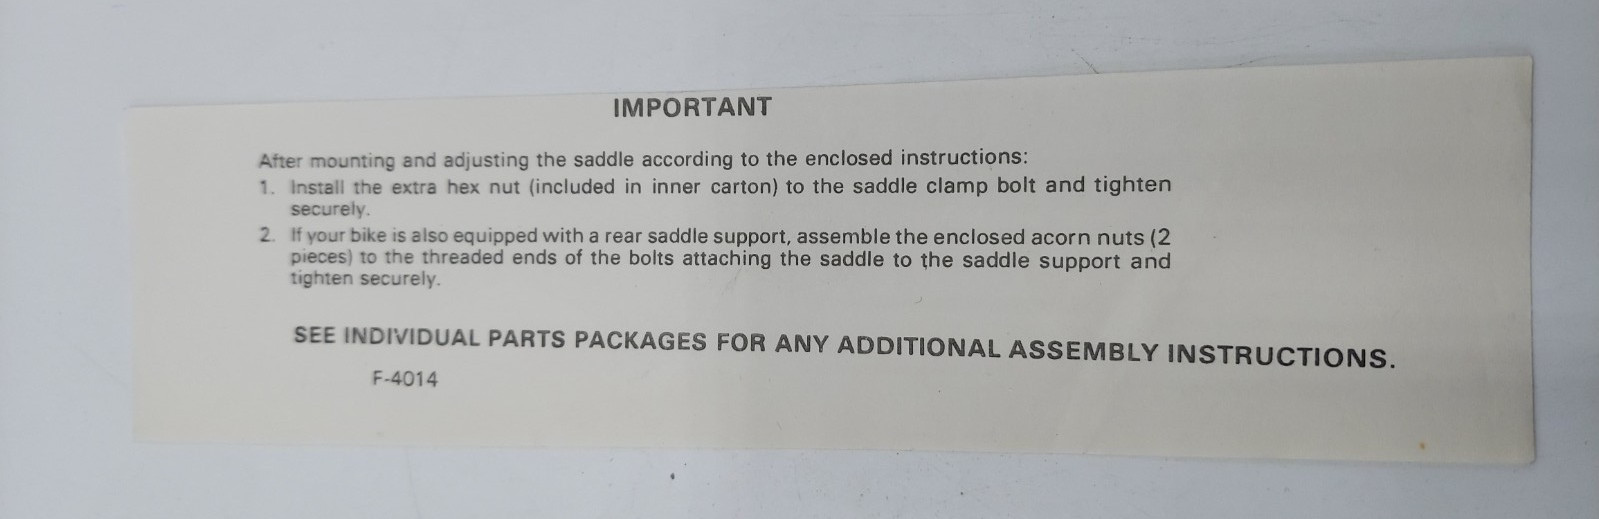 IMPORTANT
After mounting and adjusting the saddle according to the enclosed instructions:
1. Install the extra hex nut (included in inner carton) to the saddle clamp bolt and tighten
securely.
2. If your bike is also equipped with a rear saddle support, assemble the enclosed acorn nuts (2
pieces) to the threaded ends of the bolts attaching the saddle to the saddle support and
tighten securely.
SEE INDIVIDUAL PARTS PACKAGES FOR ANY ADDITIONAL ASSEMBLY INSTRUCTIONS.
F-4014